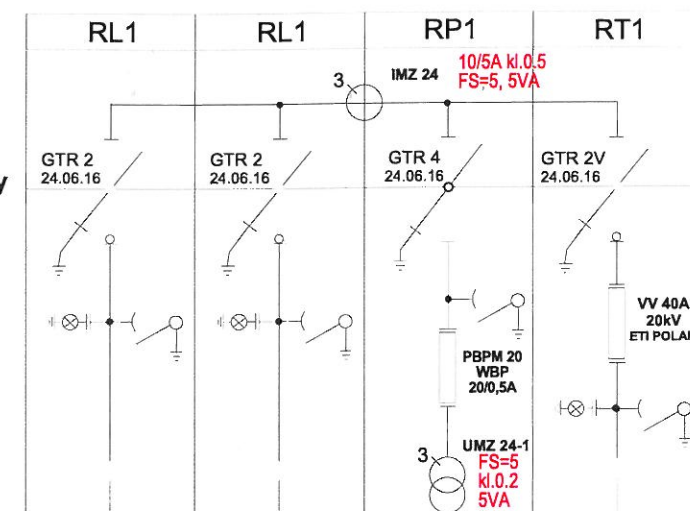 RL1
RL1
RP1
RT1
3
IMZ 24
10/5A kl.0.5
FS=5, 5VA
GTR 2
24.06.16
GTR 2
24.06.16
GTR 4
24.06.16
GTR 2V
24.06.16
y
VV 40A
20kV
ETI POLA
PBPM 20
WBP
20/0,5A
3
UMZ 24-1
FS=5
kl.0.2
5VA